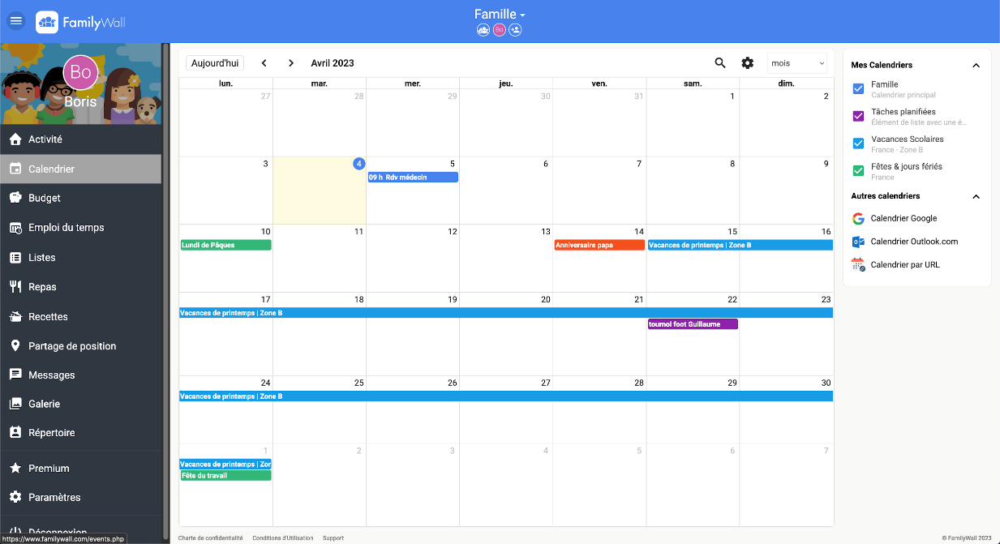 FamilyWall
Famille
Bo
Bo
Boris
Activité
Calendrier
Budget
Emploi du temps
Listes
Repas
Recettes
Partage de position
Messages
Galerie
Répertoire
Premium
Paramètres
Déconnexion
https://www.familywall.com/events.php
Aujourd'hui
Avril 2023
mois
lun. mar. mer. jeu. ven. sam. dim.
27 28 29 30 31 1 2
3 4 5 6 7 8 9
09 h Rdv médecin
10 11 12 13 14 15 16
Lundi de Pâques Anniversaire papa Vacances de printemps | Zone B
17 18 19 20 21 22 23
Vacances de printemps | Zone B
tournoi foot Guillaume
24 25 26 27 28 29 30
Vacances de printemps | Zone B
1 2 3 4 5 6 7
Vacances de printemps | Zor
Fête du travail
Mes Calendriers
Famille
Calendrier principal
Tâches planifiées
Élément de liste avec une é...
Vacances Scolaires
France - Zone B
Fêtes & jours fériés
France
Autres calendriers
Calendrier Google
Calendrier Outlook.com
Calendrier par URL
Charte de confidentialité Conditions d'Utilisation Support
© FamilyWall 2023